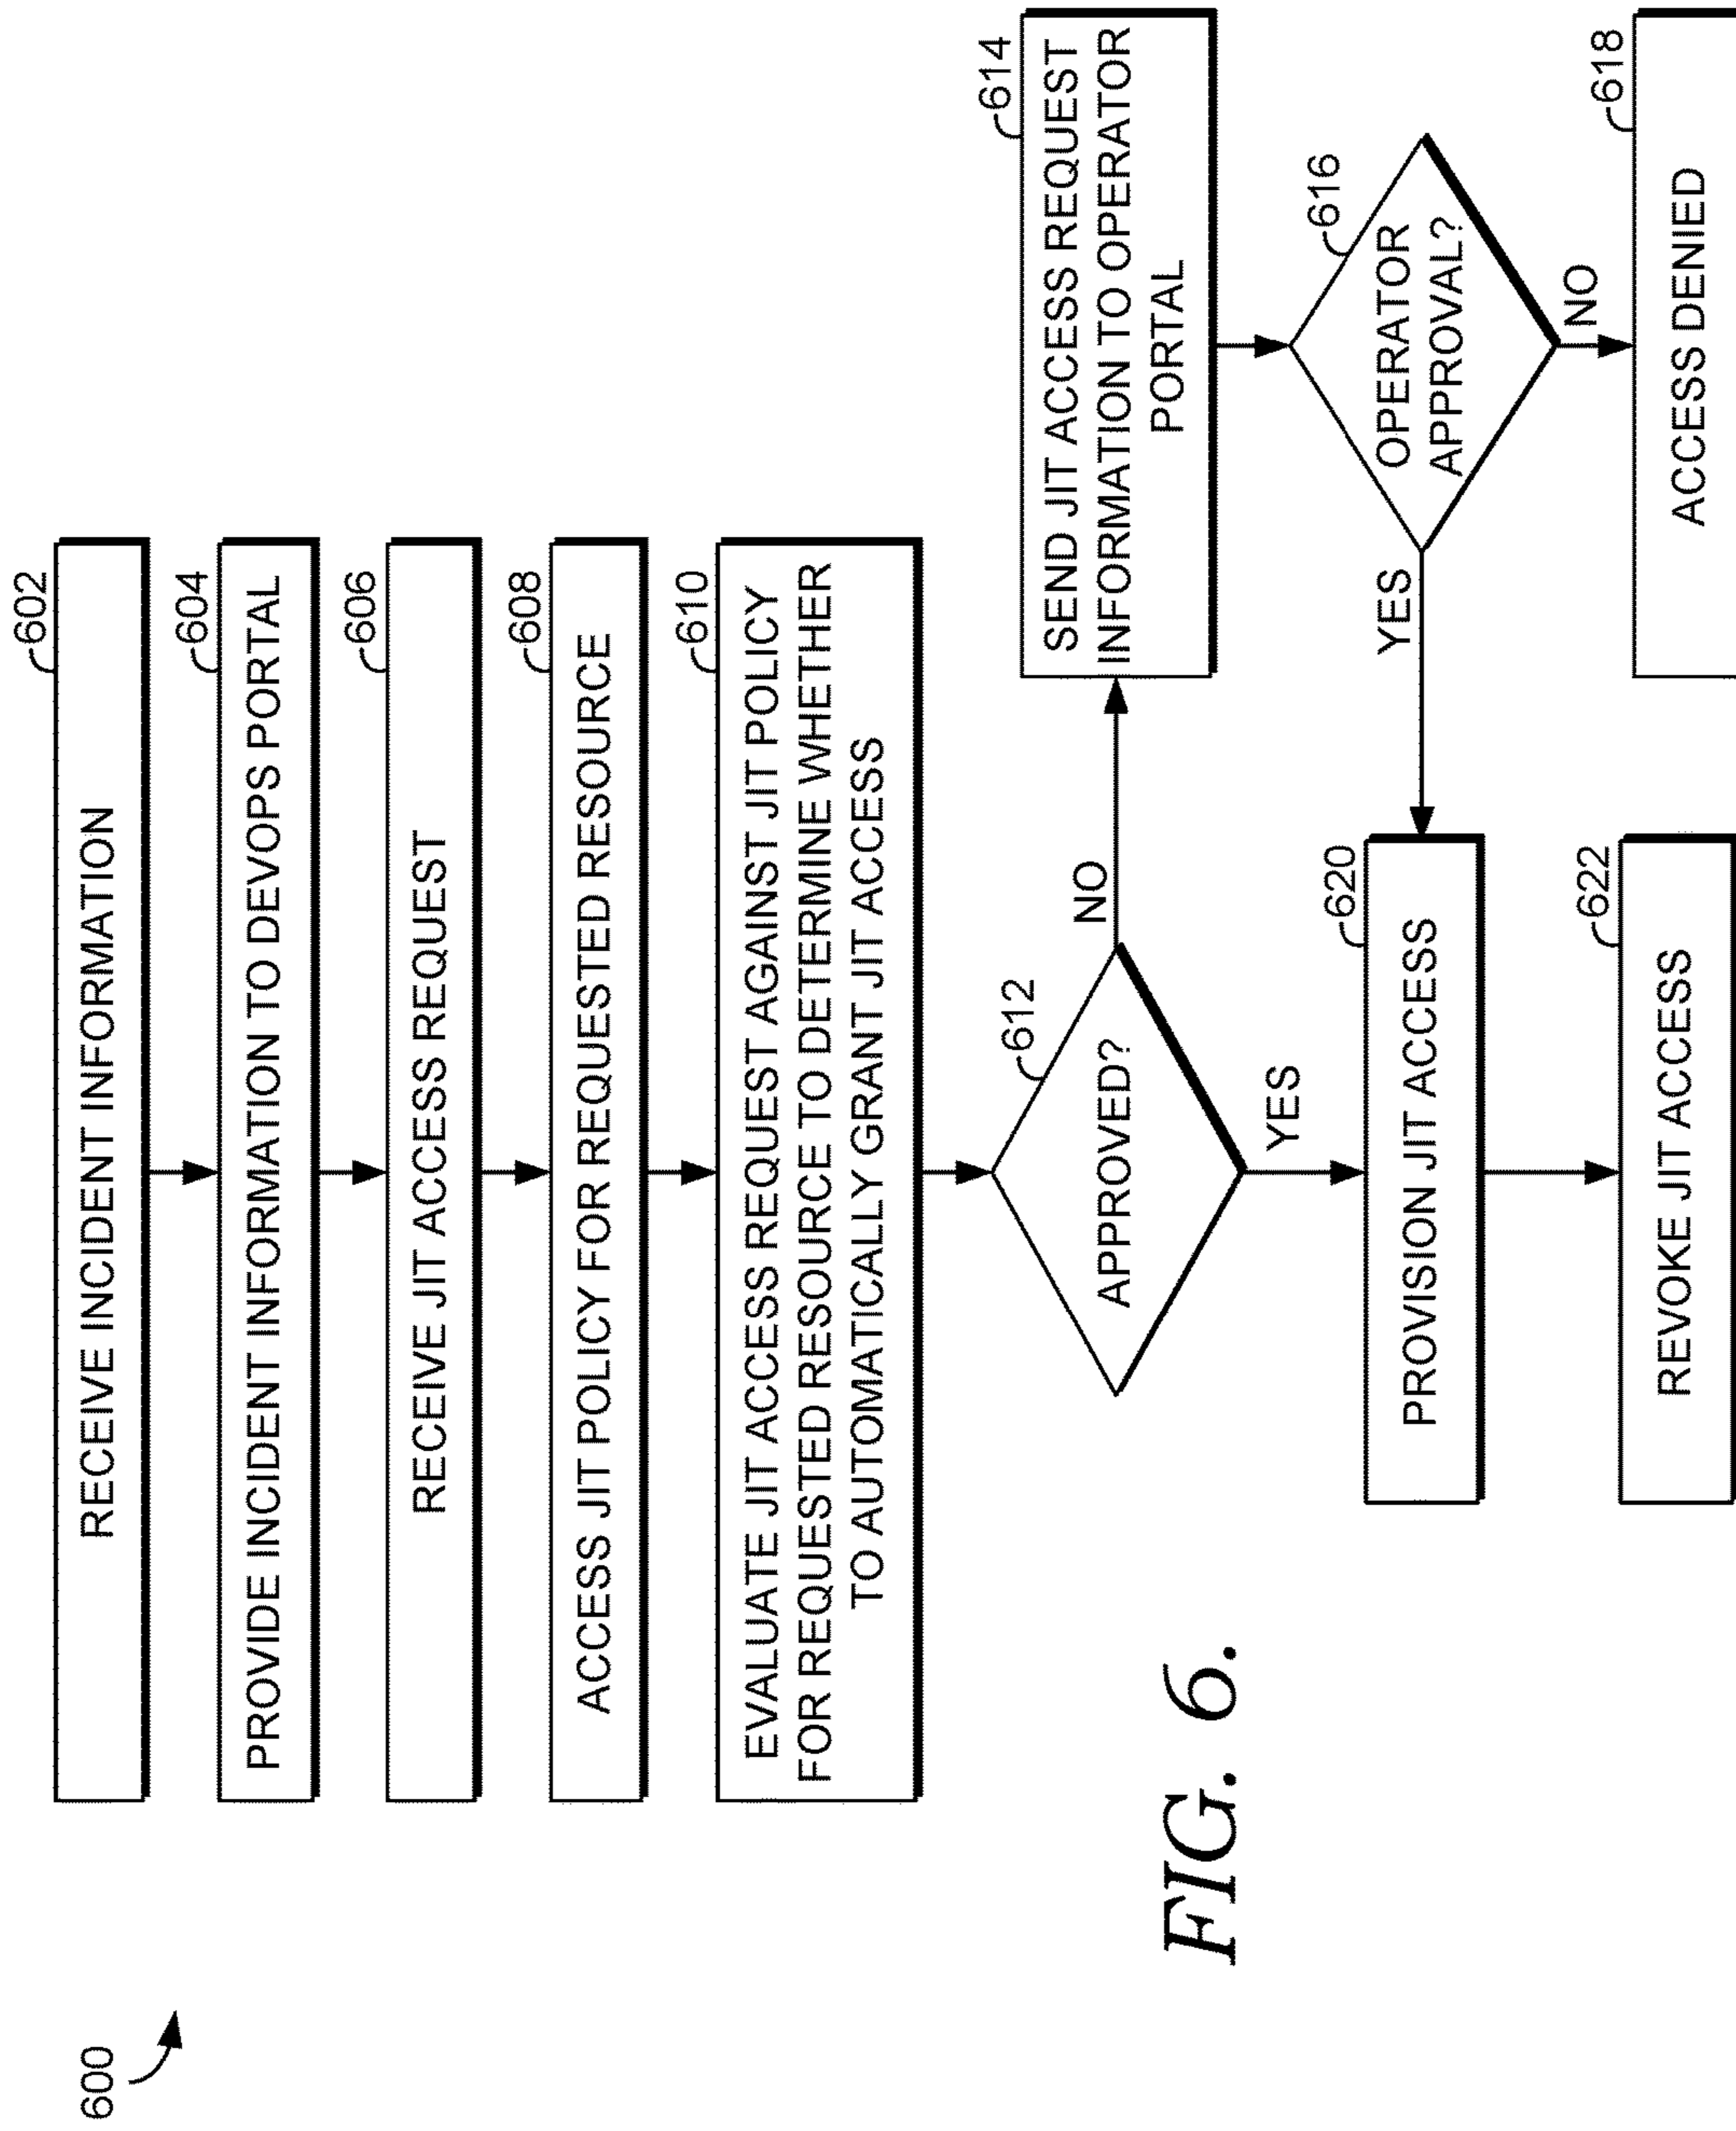 600
602
RECEIVE INCIDENT INFORMATION
604
PROVIDE INCIDENT INFORMATION TO DEVOPS PORTAL
606
RECEIVE JIT ACCESS REQUEST
608
ACCESS JIT POLICY FOR REQUESTED RESOURCE
610
EVALUATE JIT ACCESS REQUEST AGAINST JIT POLICY
FOR REQUESTED RESOURCE TO DETERMINE WHETHER
TO AUTOMATICALLY GRANT JIT ACCESS
612
APPROVED?
NO
YES
614
SEND JIT ACCESS REQUEST
INFORMATION TO OPERATOR
PORTAL
616
OPERATOR
APPROVAL?
YES
NO
618
ACCESS DENIED
620
PROVISION JIT ACCESS
622
REVOKE JIT ACCESS
FIG. 6.